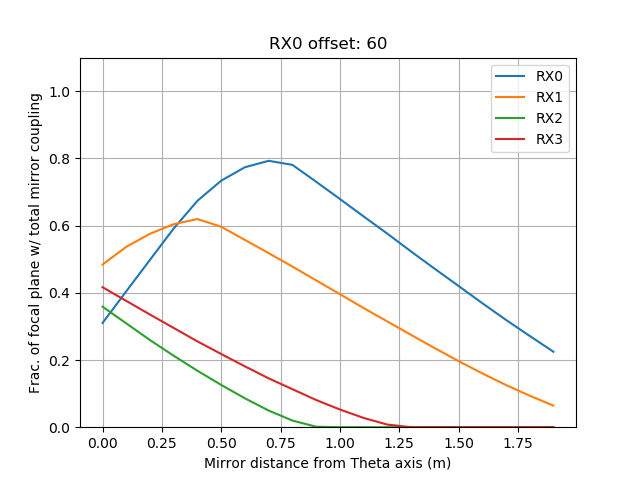 RX0 offset: 60
Frac. of focal plane w/ total mirror coupling
1.0
0.8
0.6
0.4
0.2
0.0
RX0
RX1
RX2
RX3
0.00 0.25 0.50 0.75 1.00 1.25 1.50 1.75
Mirror distance from Theta axis (m)